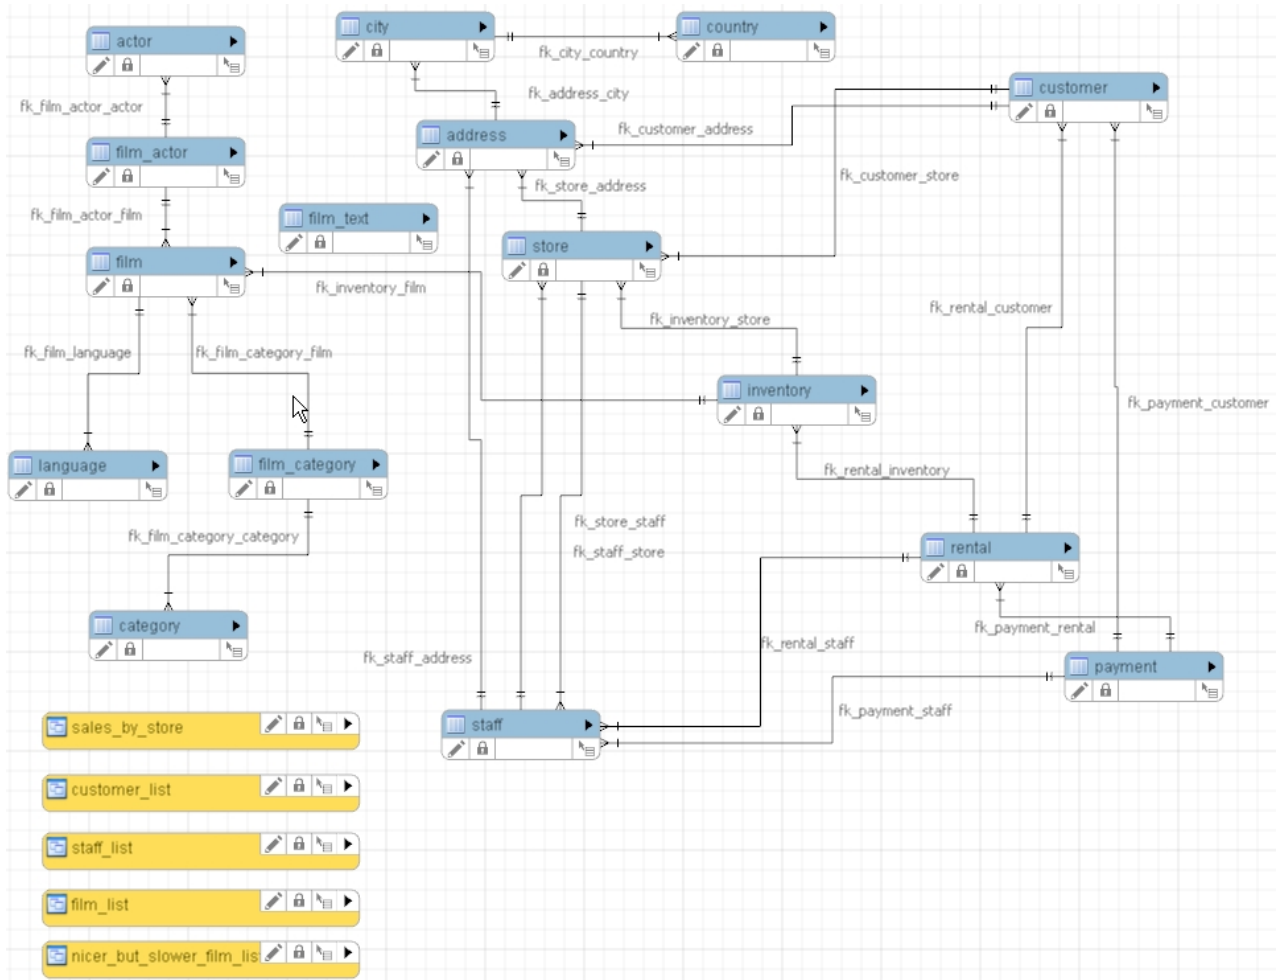 city
country
actor
fk_city_country
customer
fk_film_actor_actor
fk_address_city
address
fk_customer_address
film_actor
fk_customer_store
fk_store_address
fk_film_actor_film
film_text
store
film
fk_inventory_film
fk_rental_customer
fk_inventory_store
fk_film_language
fk_film_category_film
inventory
fk_payment_customer
language
film_category
fk_rental_inventory
fk_store_staff
fk_film_category_category
fk_staff_store
rental
category
fk_payment_rental
fk_rental_staff
fk_staff_address
payment
fk_payment_staff
staff
sales_by_store
customer_list
staff_list
film_list
nicer_but_slower_film_lis